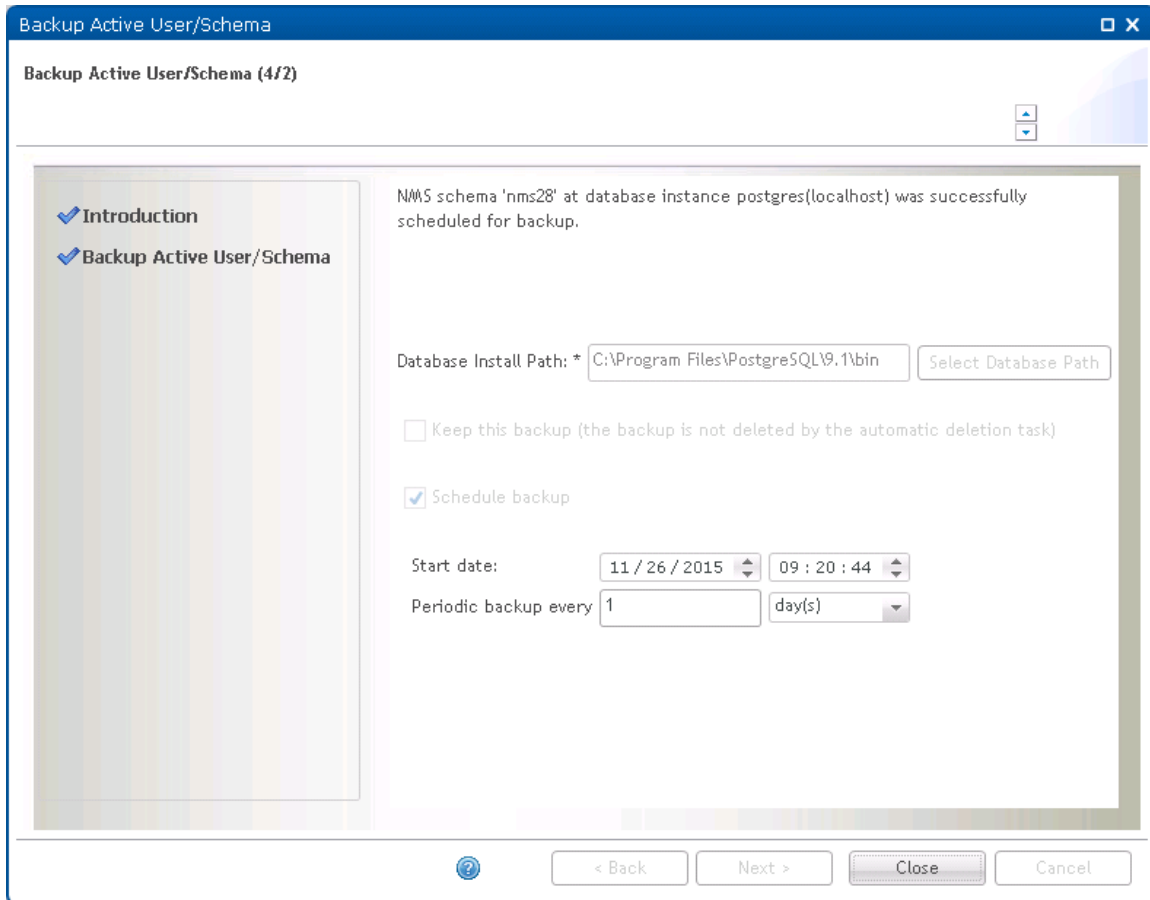 Backup Active User/Schema
Backup Active User/Schema (4/2)
Introduction
Backup Active User/Schema
NMS schema 'nms28' at database instance postgres(localhost) was successfully
scheduled for backup.
Database Install Path: * C:\Program Files\PostgreSQL\9.1\bin Select Database Path
Keep this backup (the backup is not deleted by the automatic deletion task)
Schedule backup
Start date: 11/26/2015 09:20:44
Periodic backup every 1 day(s)
? < Back Next > Close Cancel